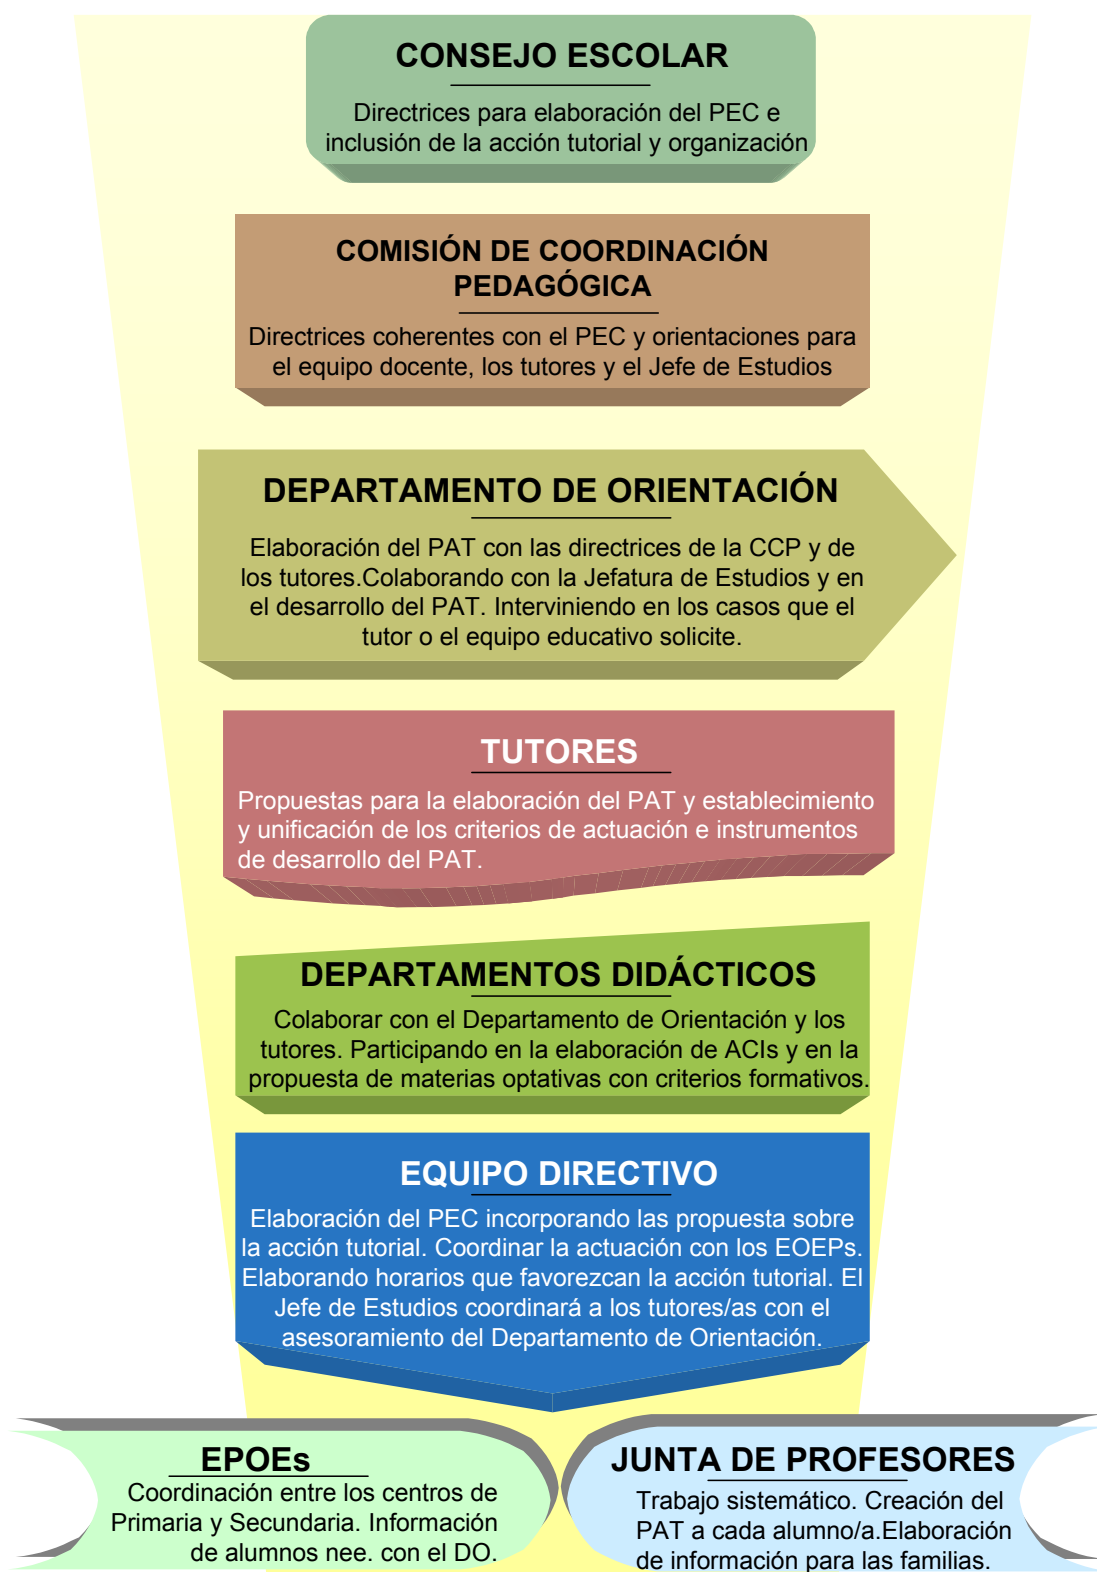 CONSEJO ESCOLAR
Directrices para elaboración del PEC e
inclusión de la acción tutorial y organización
COMISIÓN DE COORDINACIÓN
PEDAGÓGICA
Directrices coherentes con el PEC y orientaciones para
el equipo docente, los tutores y el Jefe de Estudios
DEPARTAMENTO DE ORIENTACIÓN
Elaboración del PAT con las directrices de la CCP y de
los tutores.Colaborando con la Jefatura de Estudios y en
el desarrollo del PAT. Interviniendo en los casos que el
tutor o el equipo educativo solicite.
TUTORES
Propuestas para la elaboración del PAT y establecimiento
y unificación de los criterios de actuación e instrumentos
de desarrollo del PAT.
DEPARTAMENTOS DIDÁCTICOS
Colaborar con el Departamento de Orientación y los
tutores. Participando en la elaboración de ACIs y en la
propuesta de materias optativas con criterios formativos.
EQUIPO DIRECTIVO
Elaboración del PEC incorporando las propuesta sobre
la acción tutorial. Coordinar la actuación con los EOEPs.
Elaborando horarios que favorezcan la acción tutorial. El
Jefe de Estudios coordinará a los tutores/as con el
asesoramiento del Departamento de Orientación.
EPOEs
Coordinación entre los centros de
Primaria y Secundaria. Información
de alumnos nee. con el DO.
JUNTA DE PROFESORES
Trabajo sistemático. Creación del
PAT a cada alumno/a.Elaboración
de información para las familias.